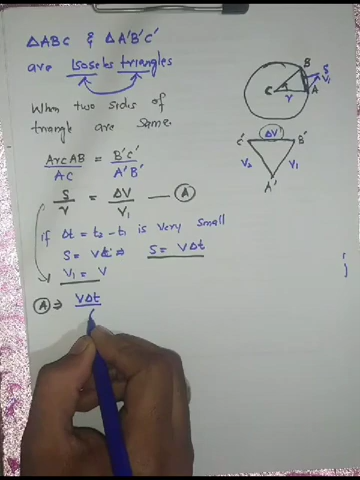 ΔABC & ΔA'B'C'
are Isoseles triangles
When two sides of
triangle are same.
ArcAB/AC = B'C'/A'B'
S/r = ΔV/V₁ — (A)
if Δt = t₂ - t₁ is very small
S = Vt ⇒ S = VΔt
V₁ = V
(A) ⇒ VΔt
B
S
V₁
C
A
r
ΔV
C'
B'
V₂
V₁
A'